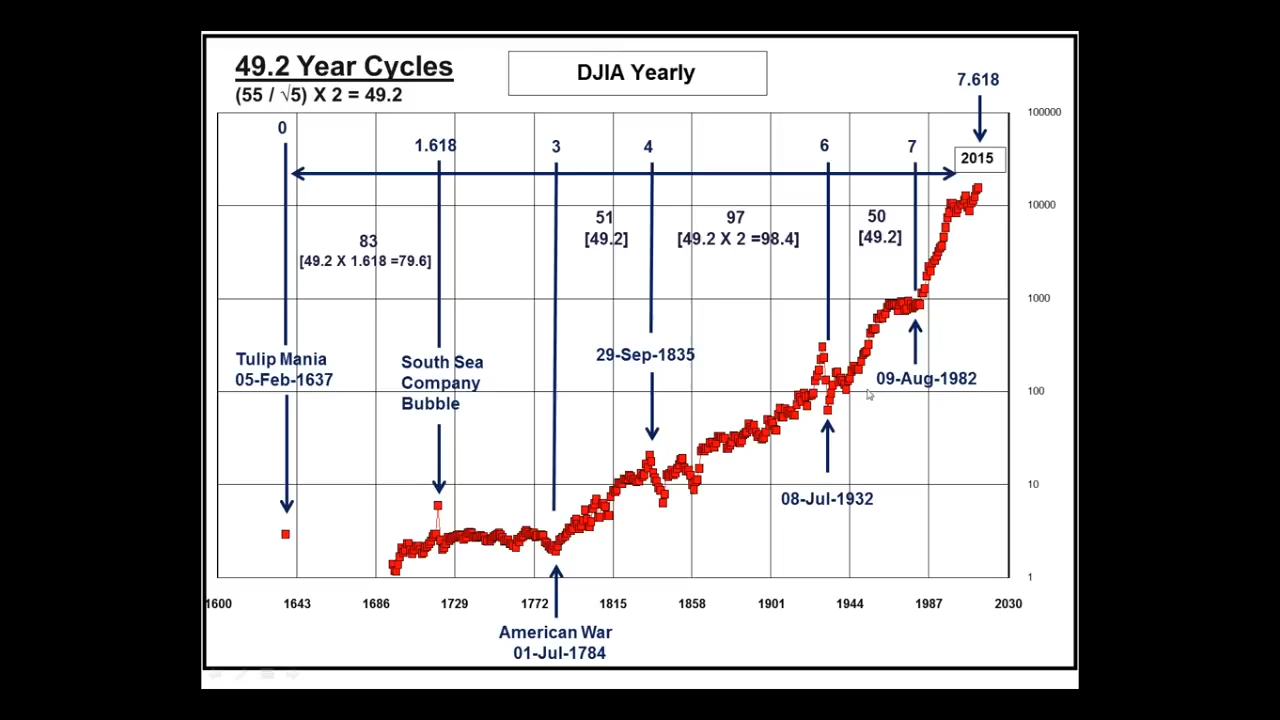 49.2 Year Cycles
(55 / √5) X 2 = 49.2
DJIA Yearly
7.618
0
1.618
3
4
6
7
2015
100000
10000
1000
100
10
1
83
[49.2 X 1.618 =79.6]
51
[49.2]
97
[49.2 X 2 =98.4]
50
[49.2]
Tulip Mania
05-Feb-1637
South Sea
Company
Bubble
29-Sep-1835
09-Aug-1982
08-Jul-1932
1600
1643
1686
1729
1772
1815
1858
1901
1944
1987
2030
American War
01-Jul-1784